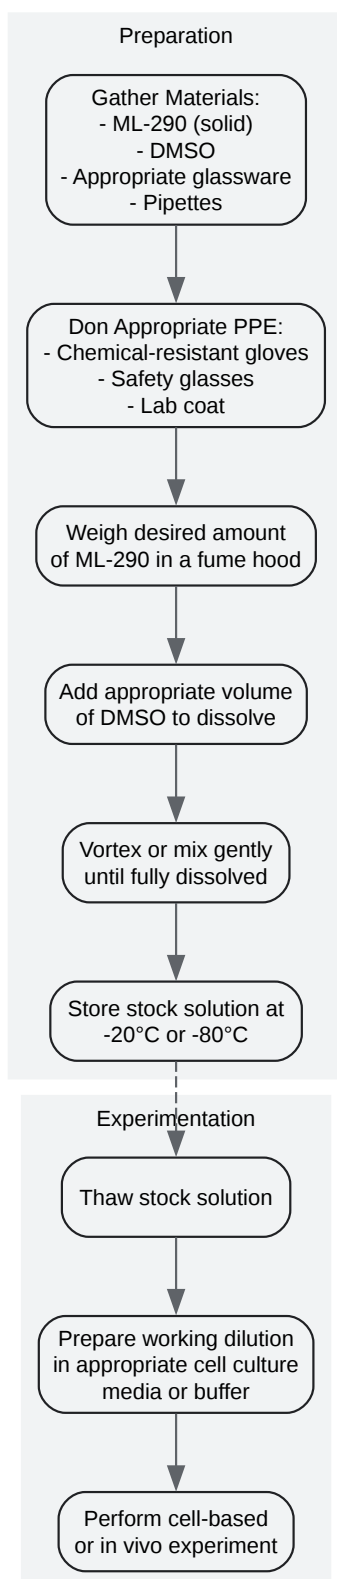 Preparation
Gather Materials:
- ML-290 (solid)
- DMSO
- Appropriate glassware
- Pipettes
Don Appropriate PPE:
- Chemical-resistant gloves
- Safety glasses
- Lab coat
Weigh desired amount
of ML-290 in a fume hood
Add appropriate volume
of DMSO to dissolve
Vortex or mix gently
until fully dissolved
Store stock solution at
-20°C or -80°C
Experimentation
Thaw stock solution
Prepare working dilution
in appropriate cell culture
media or buffer
Perform cell-based
or in vivo experiment